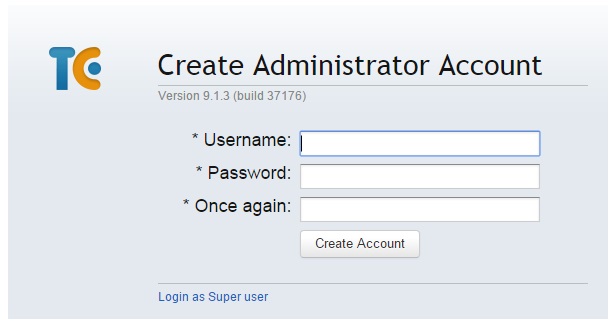 TC
Create Administrator Account
Version 9.1.3 (build 37176)
* Username:
* Password:
* Once again:
Create Account
Login as Super user